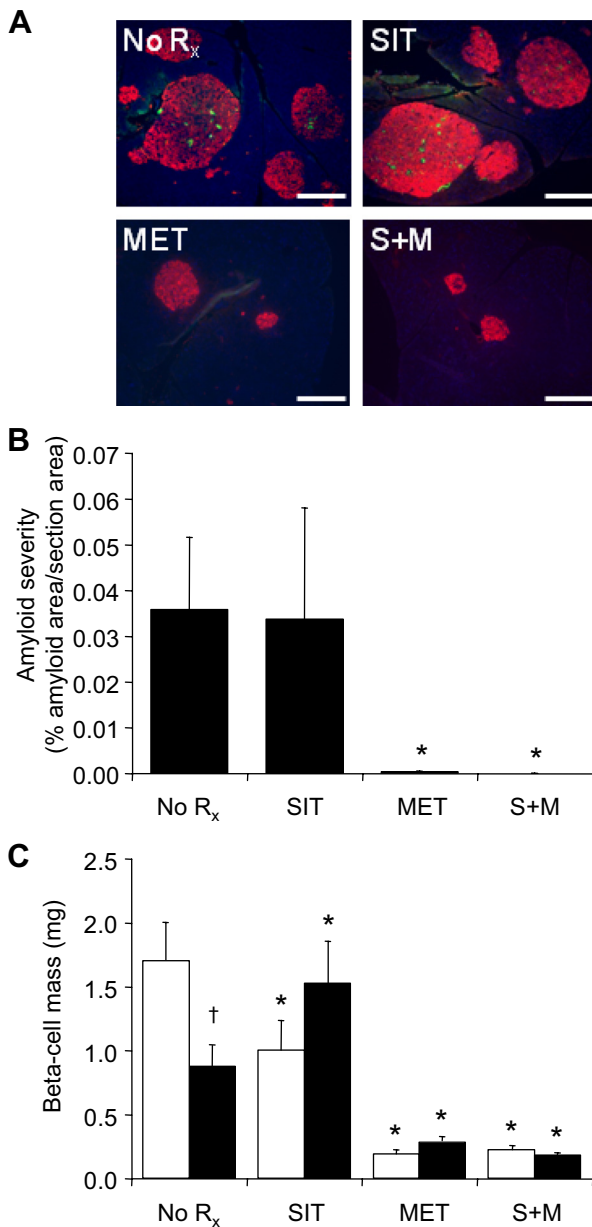 A
No Rx
SIT
MET
S+M
B
Amyloid severity
(% amyloid area/section area)
0.07
0.06
0.05
0.04
0.03
0.02
0.01
0.00
* *
No Rx SIT MET S+M
C
Beta-cell mass (mg)
2.5
2.0
1.5
1.0
0.5
0.0
† * * * * * *
No Rx SIT MET S+M